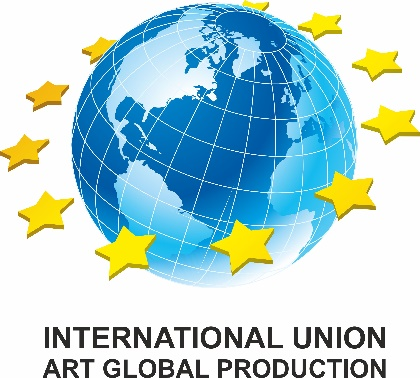 INTERNATIONAL UNION
ART GLOBAL PRODUCTION